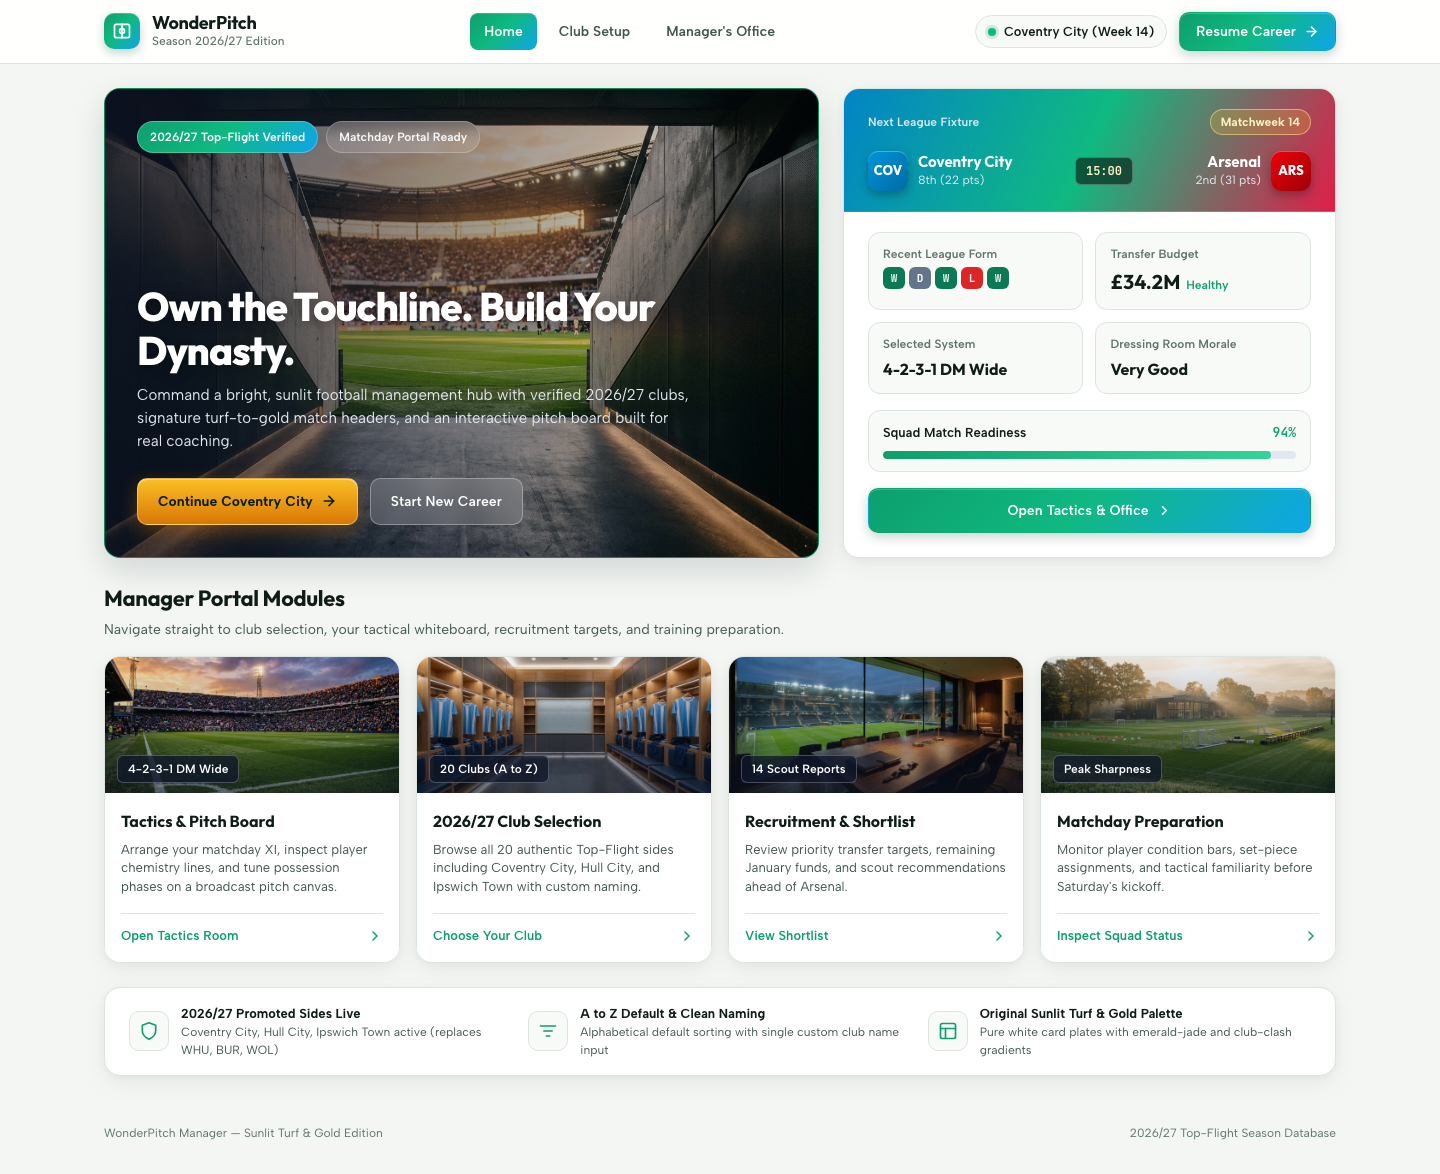 WonderPitch
Season 2026/27 Edition
Home
Club Setup
Manager's Office
Coventry City (Week 14)
Resume Career
2026/27 Top-Flight Verified
Matchday Portal Ready
Own the Touchline. Build Your
Dynasty.
Command a bright, sunlit football management hub with verified 2026/27 clubs,
signature turf-to-gold match headers, and an interactive pitch board built for
real coaching.
Continue Coventry City
Start New Career
Next League Fixture
Matchweek 14
COV
Coventry City
8th (22 pts)
15:00
Arsenal
2nd (31 pts)
ARS
Recent League Form
W D W L W
Transfer Budget
£34.2M Healthy
Selected System
4-2-3-1 DM Wide
Dressing Room Morale
Very Good
Squad Match Readiness
94%
Open Tactics & Office
Manager Portal Modules
Navigate straight to club selection, your tactical whiteboard, recruitment targets, and training preparation.
4-2-3-1 DM Wide
Tactics & Pitch Board
Arrange your matchday XI, inspect player
chemistry lines, and tune possession
phases on a broadcast pitch canvas.
Open Tactics Room
20 Clubs (A to Z)
2026/27 Club Selection
Browse all 20 authentic Top-Flight sides
including Coventry City, Hull City, and
Ipswich Town with custom naming.
Choose Your Club
14 Scout Reports
Recruitment & Shortlist
Review priority transfer targets, remaining
January funds, and scout recommendations
ahead of Arsenal.
View Shortlist
Peak Sharpness
Matchday Preparation
Monitor player condition bars, set-piece
assignments, and tactical familiarity before
Saturday's kickoff.
Inspect Squad Status
2026/27 Promoted Sides Live
Coventry City, Hull City, Ipswich Town active (replaces
WHU, BUR, WOL)
A to Z Default & Clean Naming
Alphabetical default sorting with single custom club name
input
Original Sunlit Turf & Gold Palette
Pure white card plates with emerald-jade and club-clash
gradients
WonderPitch Manager — Sunlit Turf & Gold Edition
2026/27 Top-Flight Season Database